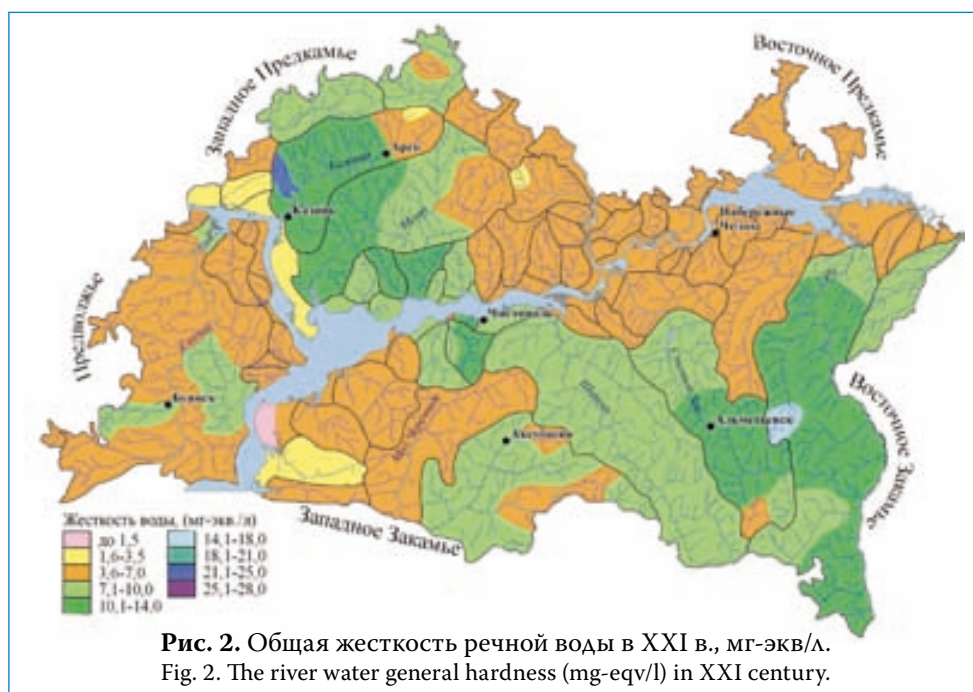 Западное Предкамье
Восточное Предкамье
Арск
Казань
Набережные
Челны
Предволжье
Чистополь
Буинск
Альметьевск
Аксубаево
Восточное Закамье
Западное Закамье
Жесткость воды, (мг-экв./л)
до 1,5
1,6-3,5
3,6-7,0
7,1-10,0
10,1-14,0
14,1-18,0
18,1-21,0
21,1-25,0
25,1-28,0
Рис. 2. Общая жесткость речной воды в XXI в., мг-экв/л.
Fig. 2. The river water general hardness (mg-eqv/l) in XXI century.